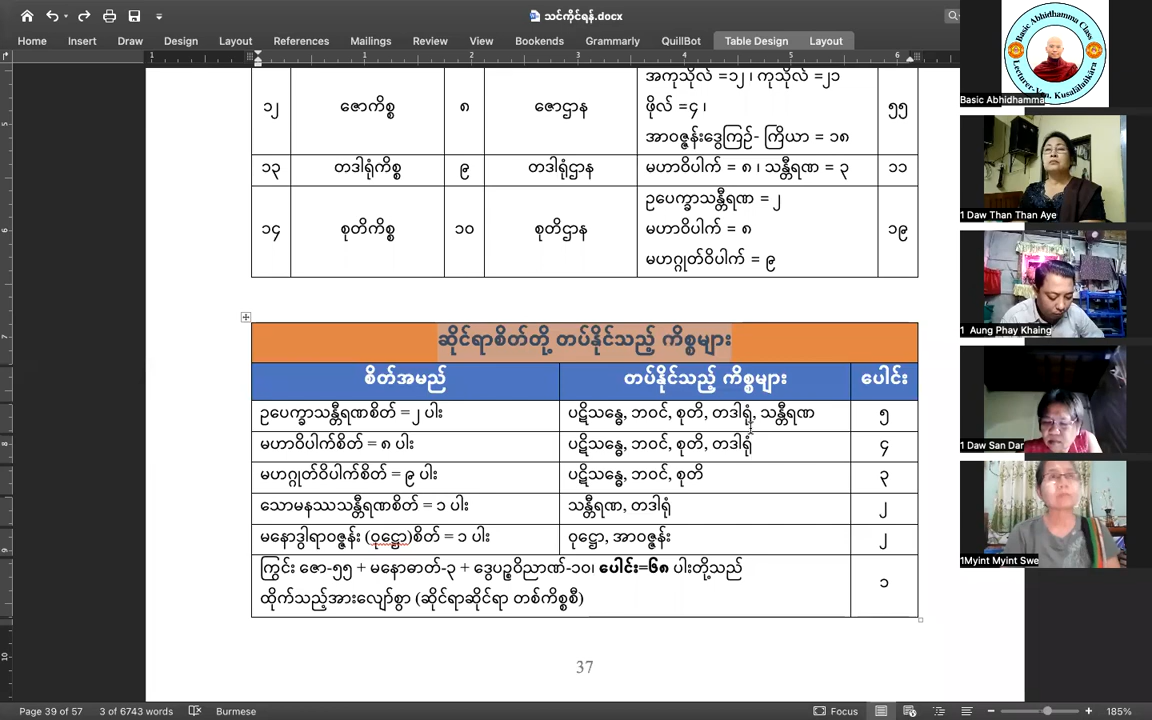 သင်ကိုင်ရန်.docx
Home Insert Draw Design Layout References Mailings Review View Bookends Grammarly QuillBot Table Design Layout
အကုသိုလ် =၁၂ ၊ ကုသိုလ် =၂၁
၁၂ ဇောကိစ္စ ၈ ဇောဌာန ဖိုလ် =၄ ၊ ၅၅
အာဝဇ္ဇန်းဒွေကြဉ်- ကြိယာ = ၁၈
၁၃ တဒါရုံကိစ္စ ၉ တဒါရုံဌာန မဟာဝိပါက် = ၈ ၊ သန္တီရဏ = ၃ ၁၁
ဥပေက္ခာသန္တီရဏ = ၂
၁၄ စုတိကိစ္စ ၁၀ စုတိဌာန မဟာဝိပါက် = ၈ ၁၉
မဟဂ္ဂုတ်ဝိပါက် = ၉
ဆိုင်ရာစိတ်တို့ တပ်နိုင်သည့် ကိစ္စများ
စိတ်အမည် တပ်နိုင်သည့် ကိစ္စများ ပေါင်း
ဥပေက္ခာသန္တီရဏစိတ် =၂ ပါး ပဋိသန္ဓေ, ဘဝင်, စုတိ, တဒါရုံ, သန္တီရဏ ၅
မဟာဝိပါက်စိတ် = ၈ ပါး ပဋိသန္ဓေ, ဘဝင်, စုတိ, တဒါရုံ ၄
မဟဂ္ဂုတ်ဝိပါက်စိတ် = ၉ ပါး ပဋိသန္ဓေ, ဘဝင်, စုတိ ၃
သောမနဿသန္တီရဏစိတ် = ၁ ပါး သန္တီရဏ, တဒါရုံ ၂
မနောဒွါရာဝဇ္ဇန်း (ဝုဋ္ဌော)စိတ် = ၁ ပါး ဝုဋ္ဌော, အာဝဇ္ဇန်း ၂
ကြွင်း ဇော-၅၅ + မနောဓာတ်-၃ + ဒွေပဉ္စဝိညာဏ်-၁၀၊ ပေါင်း=၆၈ ပါးတို့သည် ၁
ထိုက်သည့်အားလျော်စွာ (ဆိုင်ရာဆိုင်ရာ တစ်ကိစ္စစီ)
37
Page 39 of 57 3 of 6743 words Burmese Focus 185%
Basic Abhidhamma Class
Lecturer-Ven. Kusalālaṅkāra
Basic Abhidhamma
1 Daw Than Than Aye
1 Aung Phay Khaing
1 Daw San Dar
1Myint Myint Swe